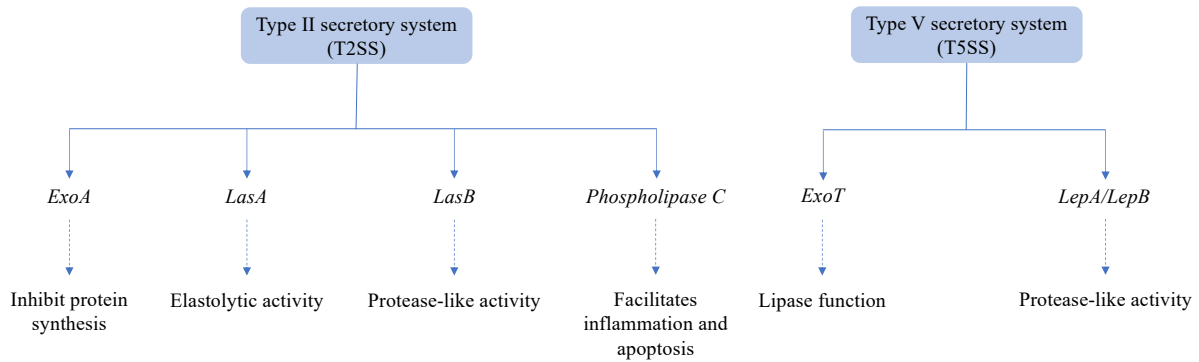 Type II secretory system
(T2SS)
Type V secretory system
(T5SS)
ExoA
LasA
LasB
Phospholipase C
ExoT
LepA/LepB
Inhibit protein
synthesis
Elastolytic activity
Protease-like activity
Facilitates
inflammation and
apoptosis
Lipase function
Protease-like activity